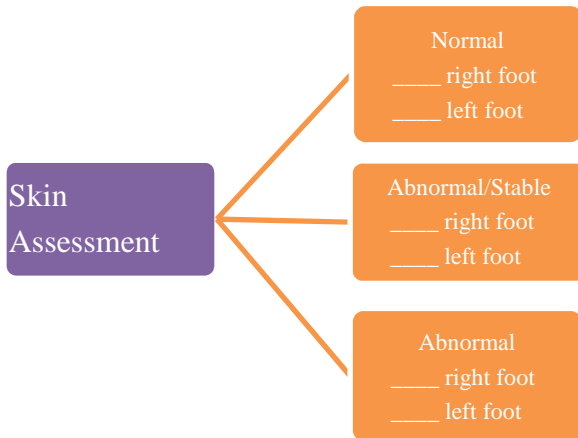 Skin
Assessment
Normal
____ right foot
____ left foot
Abnormal/Stable
____ right foot
____ left foot
Abnormal
____ right foot
____ left foot